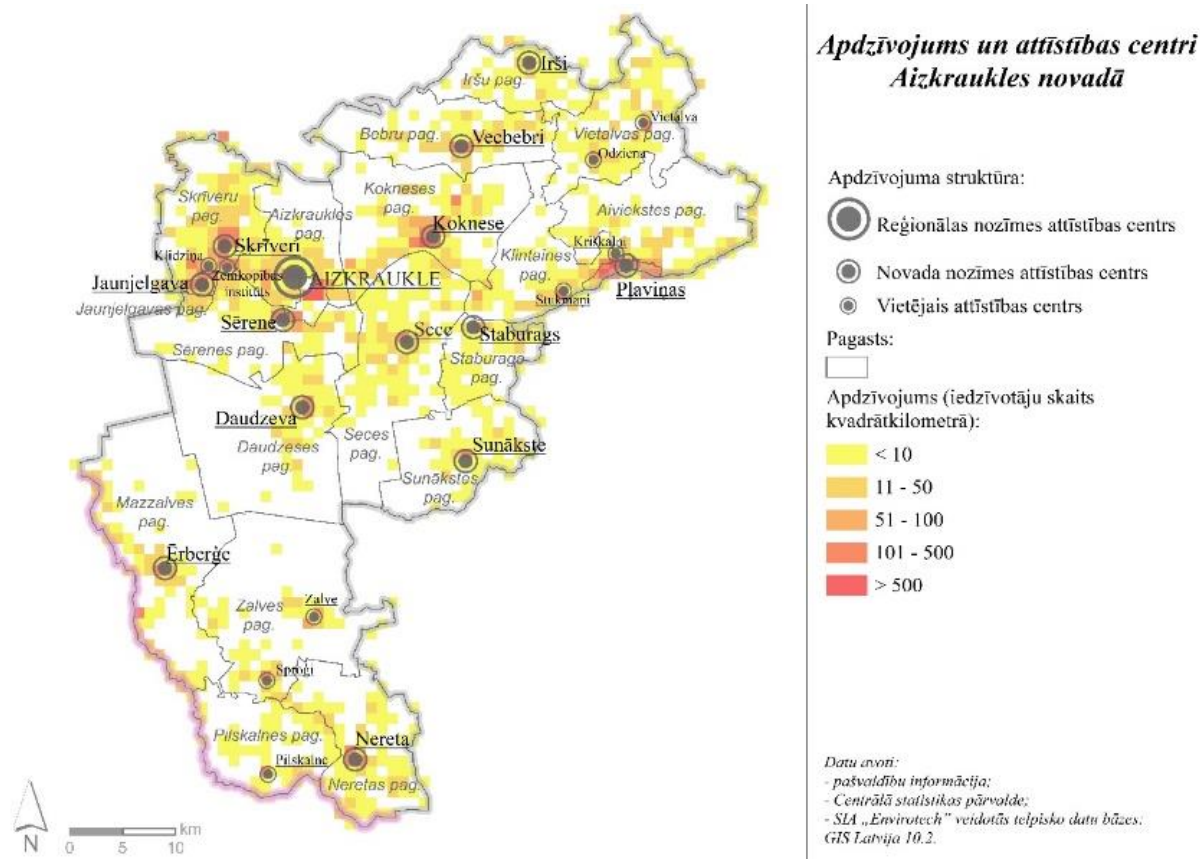 Apdzīvojums un attīstības centri
Aizkraukles novadā
Apdzīvojuma struktūra:
Reģionālas nozīmes attīstības centrs
Novada nozīmes attīstības centrs
Vietējais attīstības centrs
Pagasts:
Apdzīvojums (iedzīvotāju skaits
kvadrātkilometrā):
< 10
11 - 50
51 - 100
101 - 500
> 500
Datu avoti:
- pašvaldību informācija;
- Centrālā statistikas pārvalde;
- SIA „Envirotech” veidotās telpisko datu bāzes:
GIS Latvija 10.2.
Irši
Iršu pag.
Vietalva
Bebru pag.
Vecbebri
Vietalvas pag.
Odziena
Skrīveru
pag.
Aizkraukles
pag.
Kokneses
pag.
Koknese
Aiviekstes pag.
Skrīveri
Klidziņa
Zemkopības
institūts
Krīškalni
Klintaines
pag.
Jaunjelgava
AIZKRAUKLE
Pļaviņas
Stukmaņi
Jaunjelgavas pag.
Sērene
Sece
Staburags
Sērenes pag.
Staburaga
pag.
Daudzeva
Daudzeses
pag.
Seces
pag.
Sunākste
Sunākstes
pag.
Mazzalves
pag.
Ērberģe
Zalve
Zalves
pag.
Sproģi
Pilskalnes pag.
Nereta
Pilskalne
Neretas pag.
N
0 5 10
km